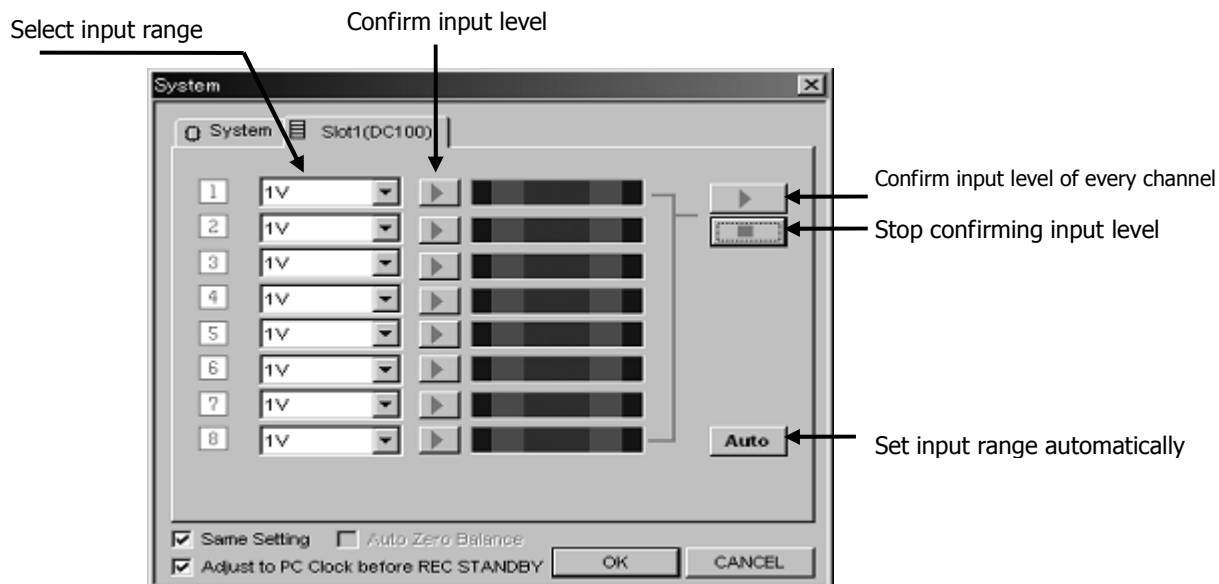 Select input range
Confirm input level
System
System
Slot1(DC100)
1
1V
2
1V
3
1V
4
1V
5
1V
6
1V
7
1V
8
1V
Confirm input level of every channel
Stop confirming input level
Auto
Set input range automatically
Same Setting
Auto Zero Balance
Adjust to PC Clock before REC STANDBY
OK
CANCEL